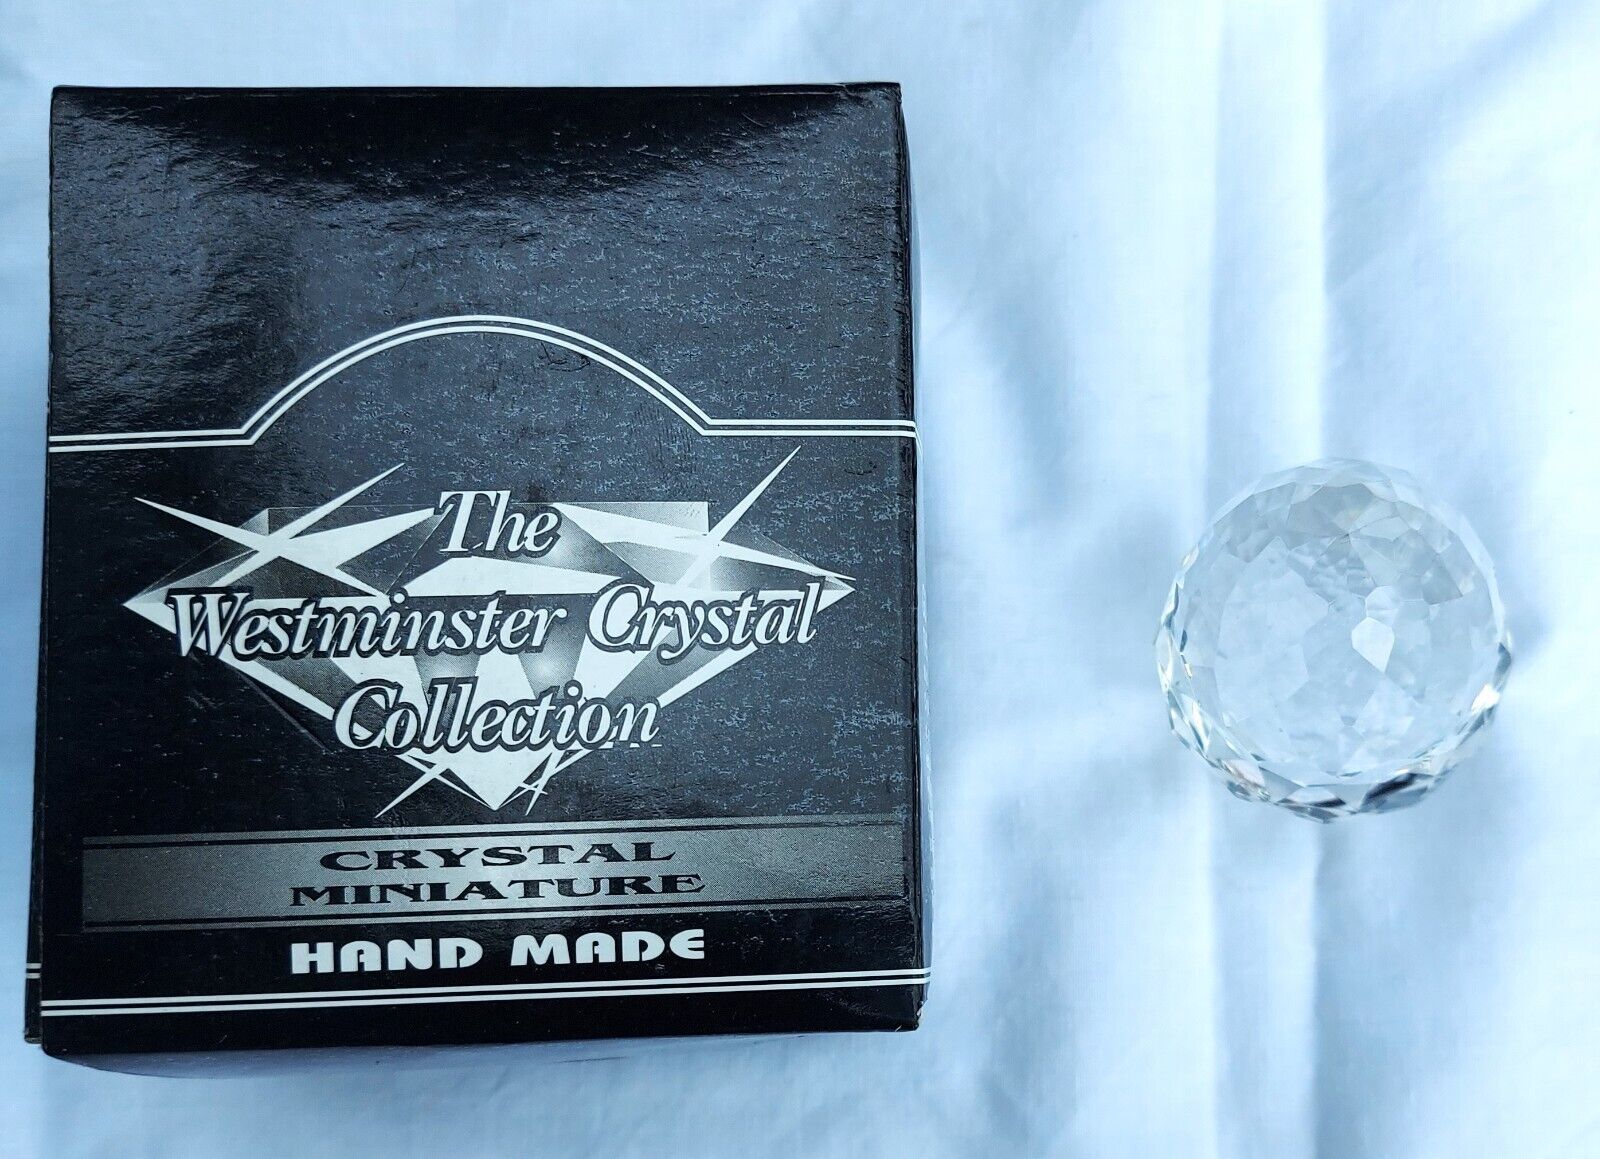 The
Westminster Crystal
Collection
CRYSTAL
MINIATURE
HAND MADE